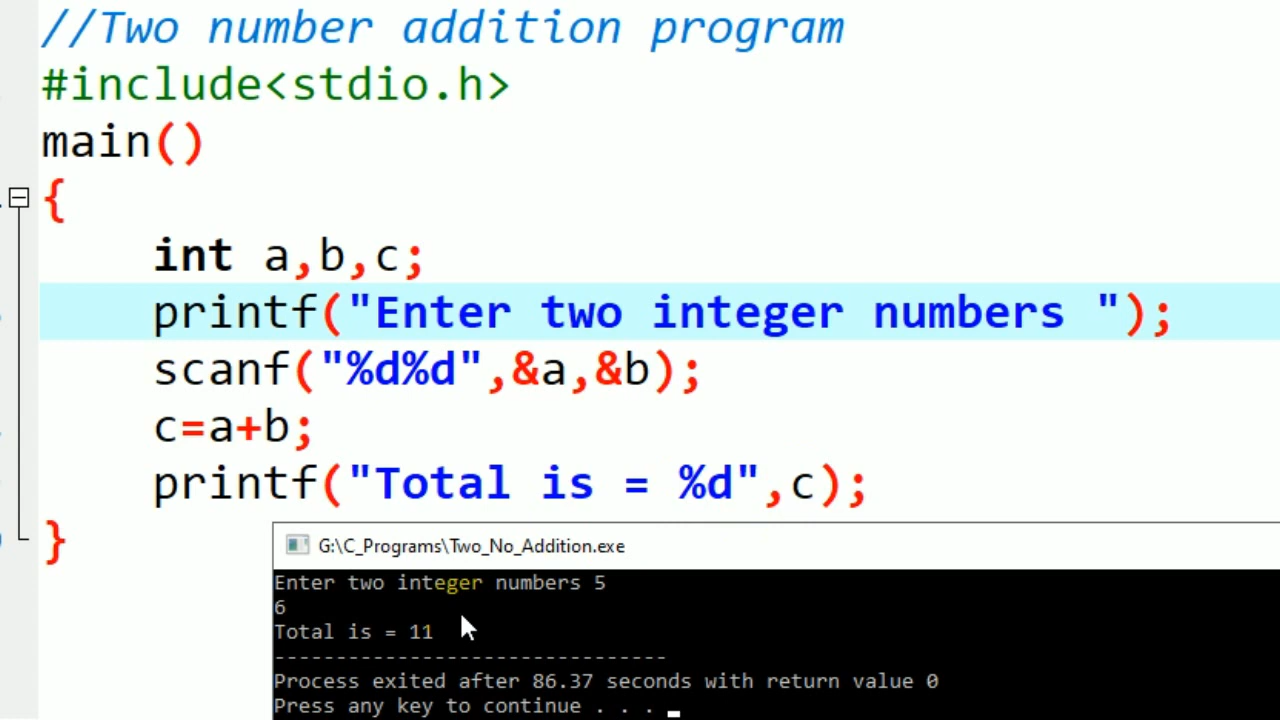 //Two number addition program
#include<stdio.h>
main()
{
int a,b,c;
printf("Enter two integer numbers ");
scanf("%d%d",&a,&b);
c=a+b;
printf("Total is = %d",c);
}
G:\C_Programs\Two_No_Addition.exe
Enter two integer numbers 5
6
Total is = 11
--------------------------------
Process exited after 86.37 seconds with return value 0
Press any key to continue . . .